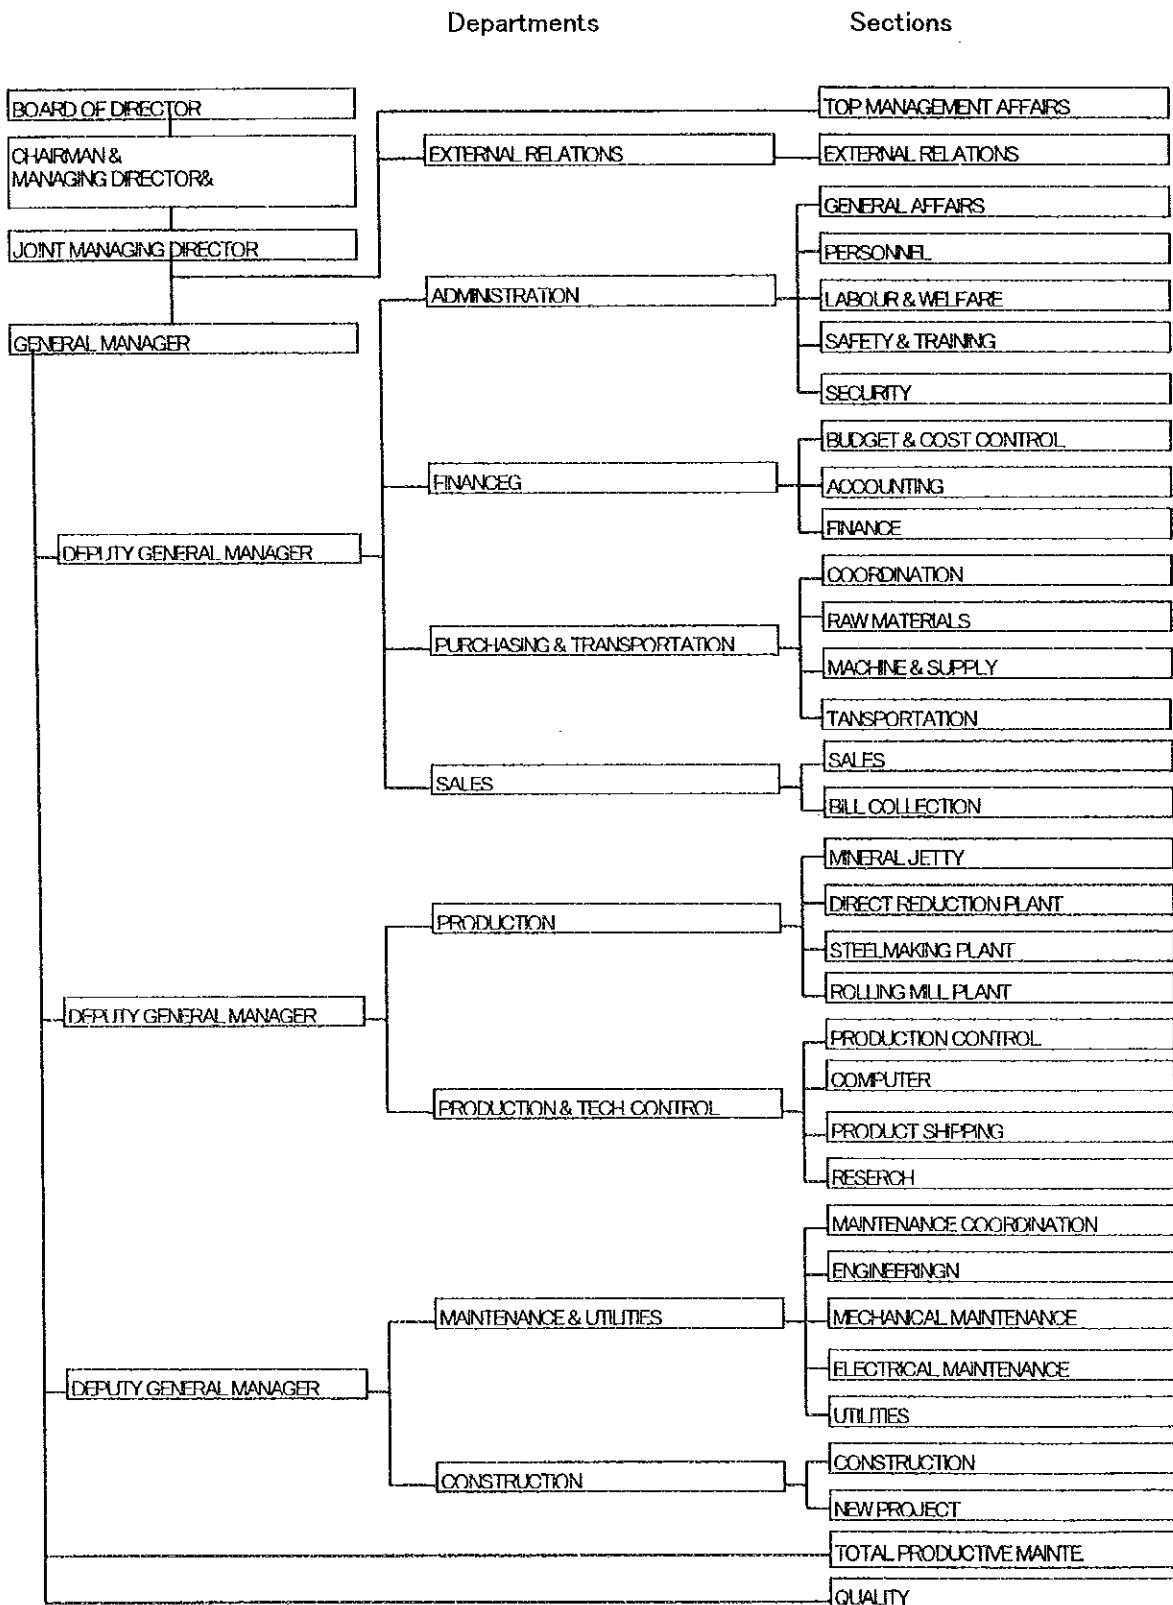 Departments
Sections
BOARD OF DIRECTOR
CHAIRMAN &
MANAGING DIRECTOR&
JOINT MANAGING DIRECTOR
GENERAL MANAGER
TOP MANAGEMENT AFFAIRS
EXTERNAL RELATIONS
EXTERNAL RELATIONS
ADMINISTRATION
GENERAL AFFAIRS
PERSONNEL
LABOUR & WELFARE
SAFETY & TRAINING
SECURITY
DEPUTY GENERAL MANAGER
FINANCEG
BUDGET & COST CONTROL
ACCOUNTING
FINANCE
PURCHASING & TRANSPORTATION
COORDINATION
RAW MATERIALS
MACHINE & SUPPLY
TANSPORTATION
SALES
SALES
BILL COLLECTION
DEPUTY GENERAL MANAGER
PRODUCTION
MINERAL JETTY
DIRECT REDUCTION PLANT
STEELMAKING PLANT
ROLLING MILL PLANT
PRODUCTION & TECH. CONTROL
PRODUCTION CONTROL
COMPUTER
PRODUCT SHIPPING
RESERCH
DEPUTY GENERAL MANAGER
MAINTENANCE & UTILITIES
MAINTENANCE COORDINATION
ENGINEERINGN
MECHANICAL MAINTENANCE
ELECTRICAL MAINTENANCE
UTILITIES
CONSTRUCTION
CONSTRUCTION
NEW PROJECT
TOTAL PRODUCTIVE MAINTE.
QUALITY